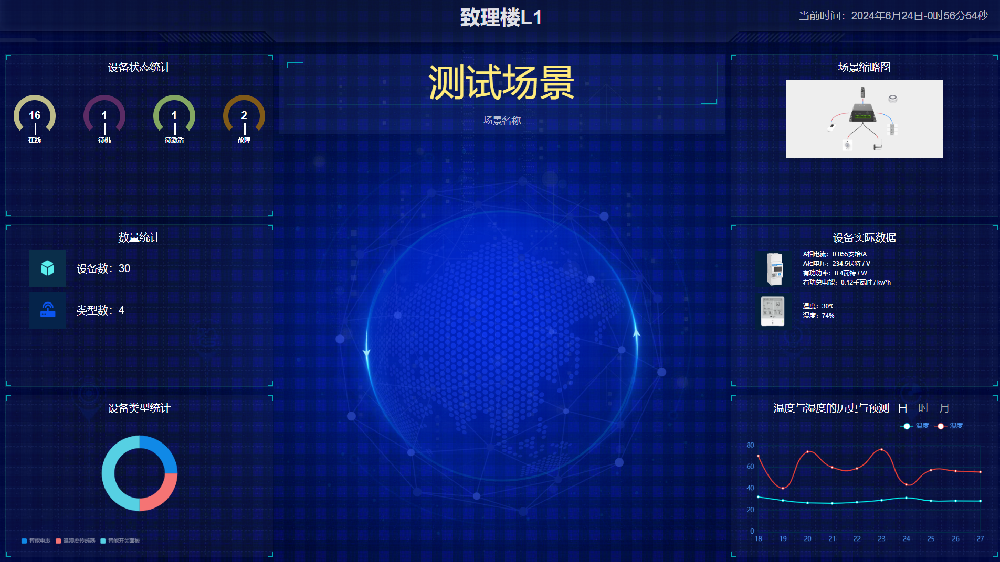 致理楼L1
当前时间：2024年6月24日-0时56分54秒
设备状态统计
16
在线
1
待机
1
待激活
2
故障
测试场景
场景名称
场景缩略图
数量统计
设备数：30
类型数：4
设备实际数据
A相电流：0.055安培/A
A相电压：234.5伏特 / V
有功功率：8.4瓦特 / W
有功总电能：0.12千瓦时 / kw*h
温度：30℃
湿度：74%
设备类型统计
智能电表 温湿度传感器 智能开关面板
温度与湿度的历史与预测 日 时 月
温度 湿度
80
60
40
20
0
18 19 20 21 22 23 24 25 26 27